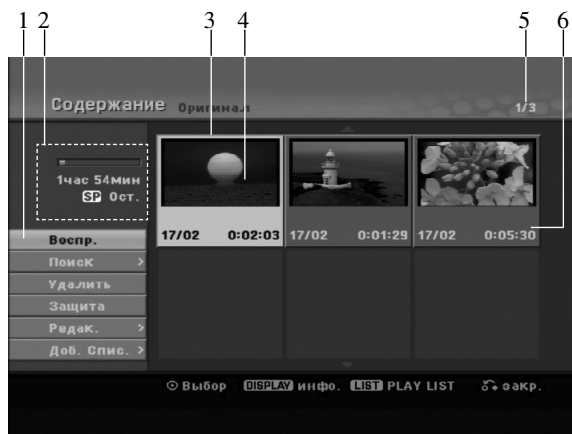 1 2 3 4 5 6
Содержание Оригинал 1/3
1час 54мин
SP Ост.
Воспр.
Поиск >
Удалить
Защита
Редак. >
Доб. Спис. >
17/02 0:02:03 17/02 0:01:29 17/02 0:05:30
Выбор DISPLAY инфо. LIST PLAY LIST закр.